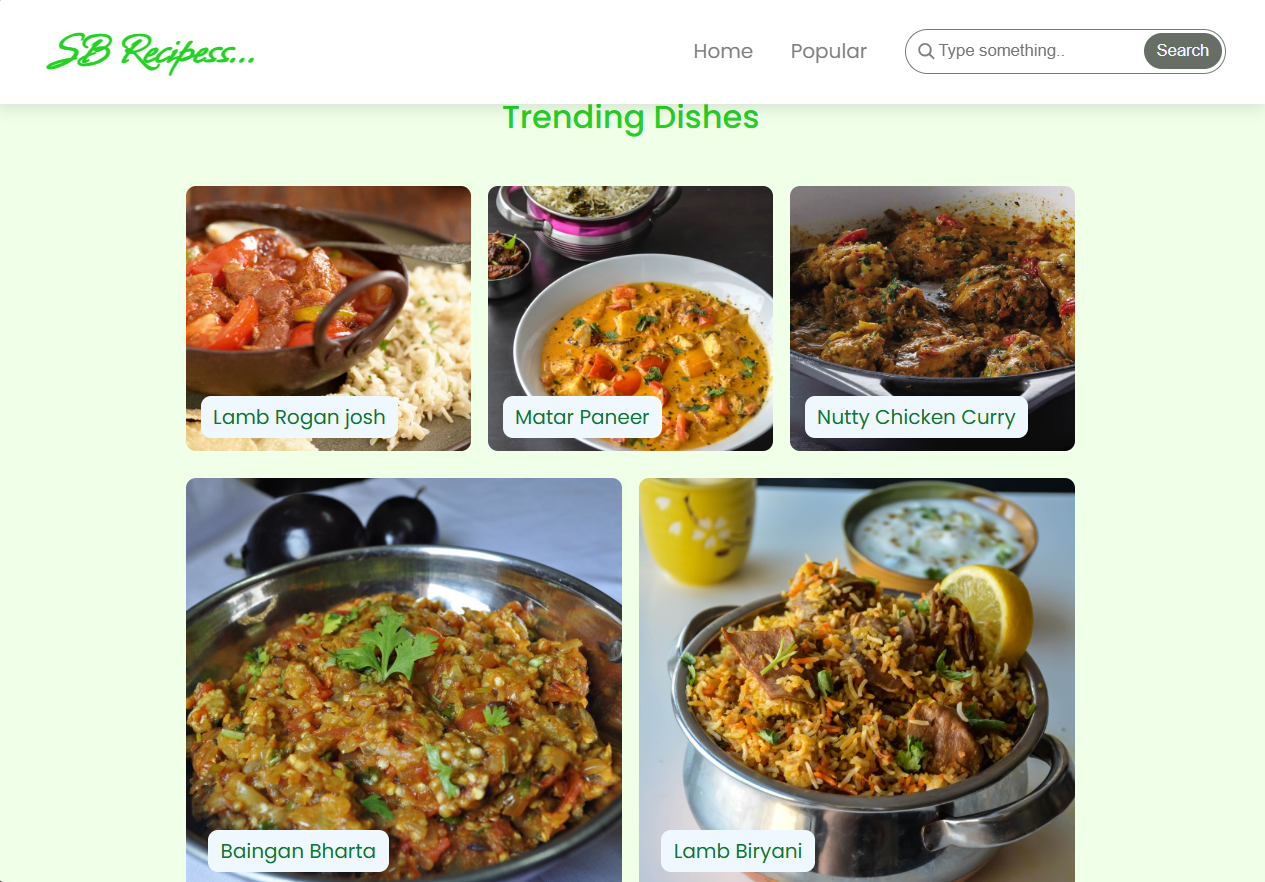 SB Recipess...
Home
Popular
Type something..
Search
Trending Dishes
Lamb Rogan josh
Matar Paneer
Nutty Chicken Curry
Baingan Bharta
Lamb Biryani